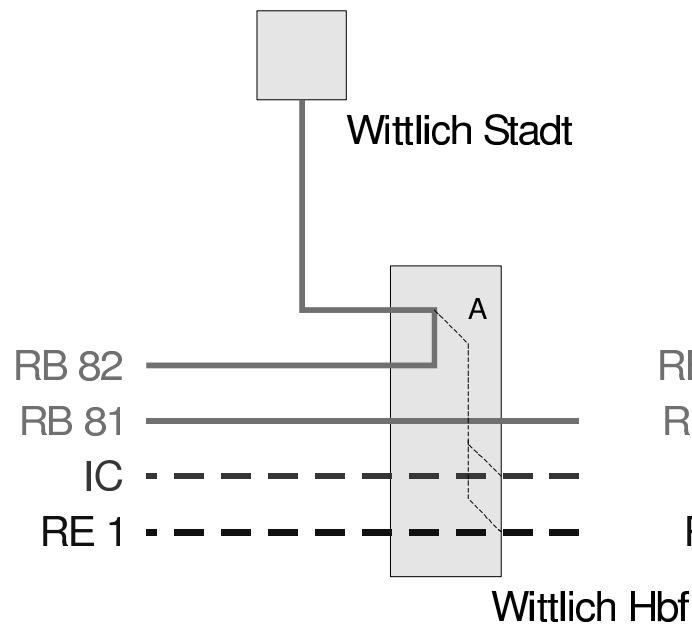 Wittlich Stadt
A
RB 82
RB 81
IC
RE 1
Wittlich Hbf